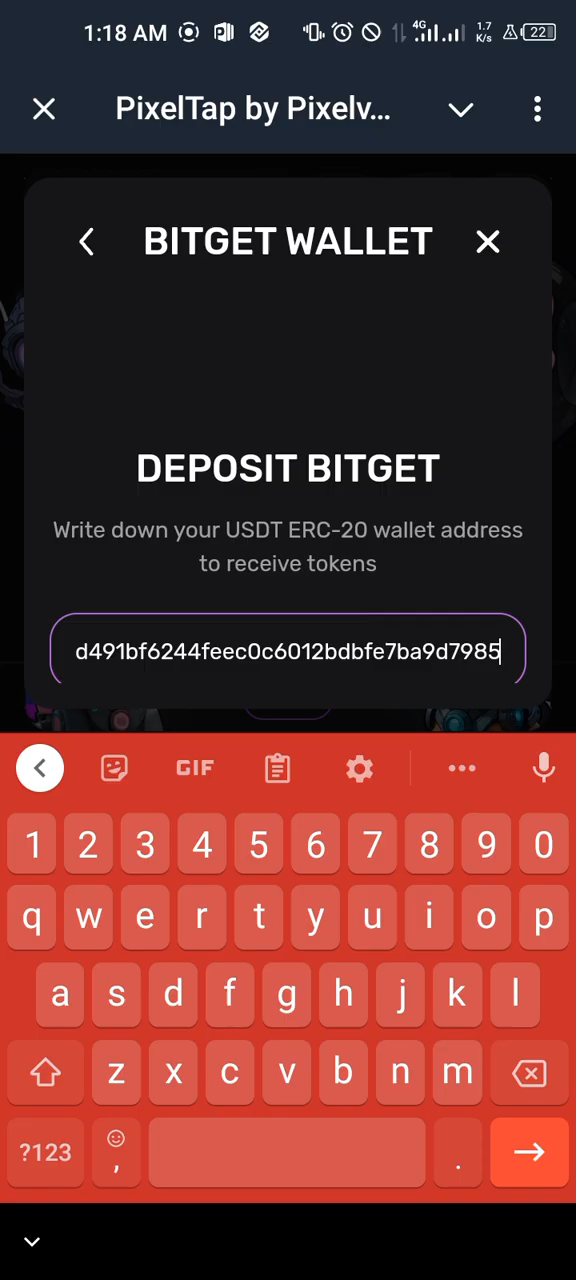 1:18 AM 4G 1.7 K/s 22
PixelTap by Pixelv...
BITGET WALLET
DEPOSIT BITGET
Write down your USDT ERC-20 wallet address
to receive tokens
d491bf6244feec0c6012bdbfe7ba9d7985
GIF
1 2 3 4 5 6 7 8 9 0
q w e r t y u i o p
a s d f g h j k l
z x c v b n m
?123 , .